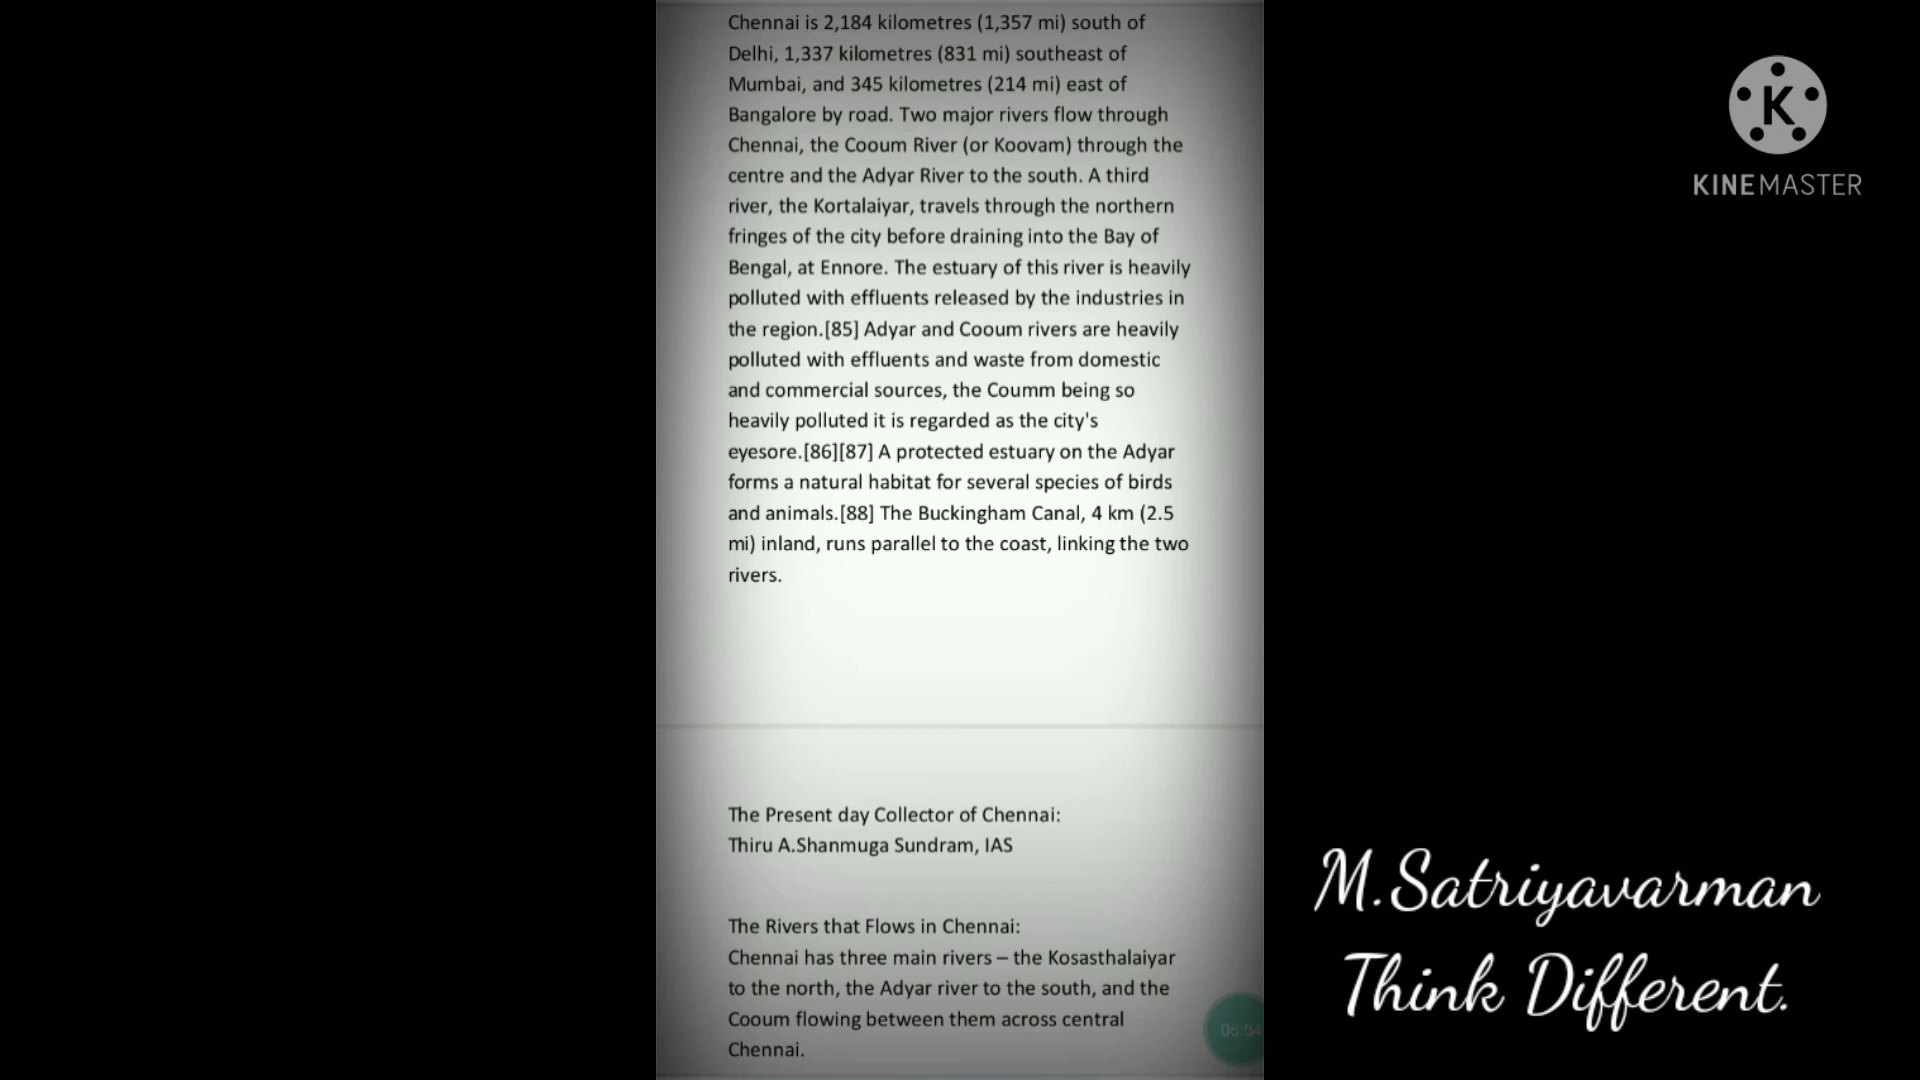 Chennai is 2,184 kilometres (1,357 mi) south of
Delhi, 1,337 kilometres (831 mi) southeast of
Mumbai, and 345 kilometres (214 mi) east of
Bangalore by road. Two major rivers flow through
Chennai, the Cooum River (or Koovam) through the
centre and the Adyar River to the south. A third
river, the Kortalaiyar, travels through the northern
fringes of the city before draining into the Bay of
Bengal, at Ennore. The estuary of this river is heavily
polluted with effluents released by the industries in
the region.[85] Adyar and Cooum rivers are heavily
polluted with effluents and waste from domestic
and commercial sources, the Coumm being so
heavily polluted it is regarded as the city's
eyesore.[86][87] A protected estuary on the Adyar
forms a natural habitat for several species of birds
and animals.[88] The Buckingham Canal, 4 km (2.5
mi) inland, runs parallel to the coast, linking the two
rivers.
The Present day Collector of Chennai:
Thiru A.Shanmuga Sundram, IAS
The Rivers that Flows in Chennai:
Chennai has three main rivers – the Kosasthalaiyar
to the north, the Adyar river to the south, and the
Cooum flowing between them across central
Chennai.
05:04
K
KINEMASTER
M.Satriyavarman
Think Different.